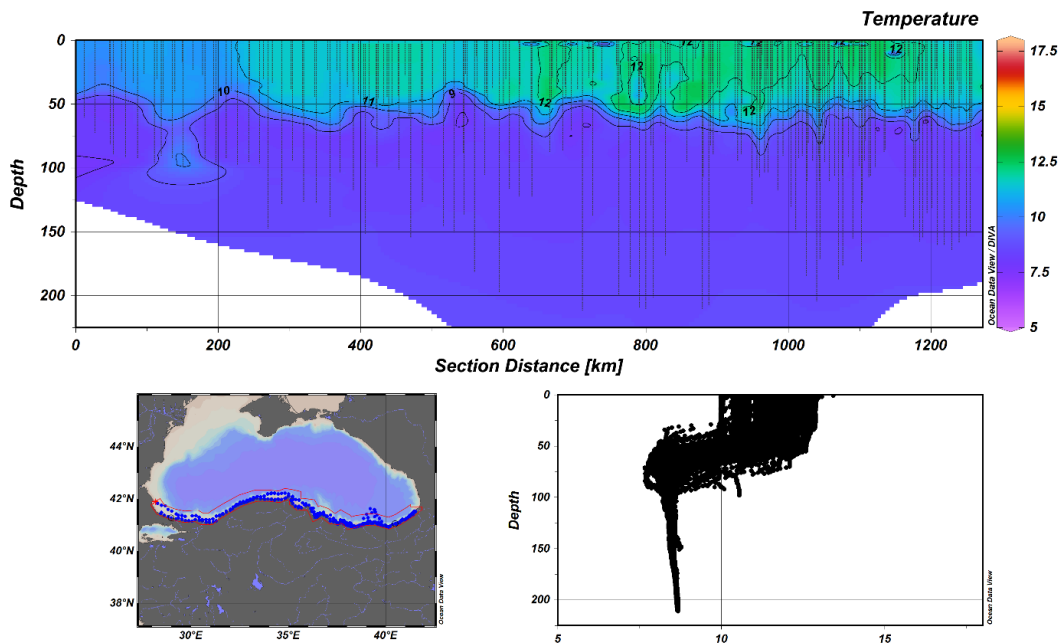 Temperature
0
50
100
150
200
Depth
0
200
400
600
800
1000
1200
Section Distance [km]
10
11
9
12
12
12
12
12
12
12
Ocean Data View / DIVA
17.5
15
12.5
10
7.5
5
44°N
42°N
40°N
38°N
30°E
35°E
40°E
Ocean Data View
0
50
100
150
200
Depth
5
10
15
Ocean Data View